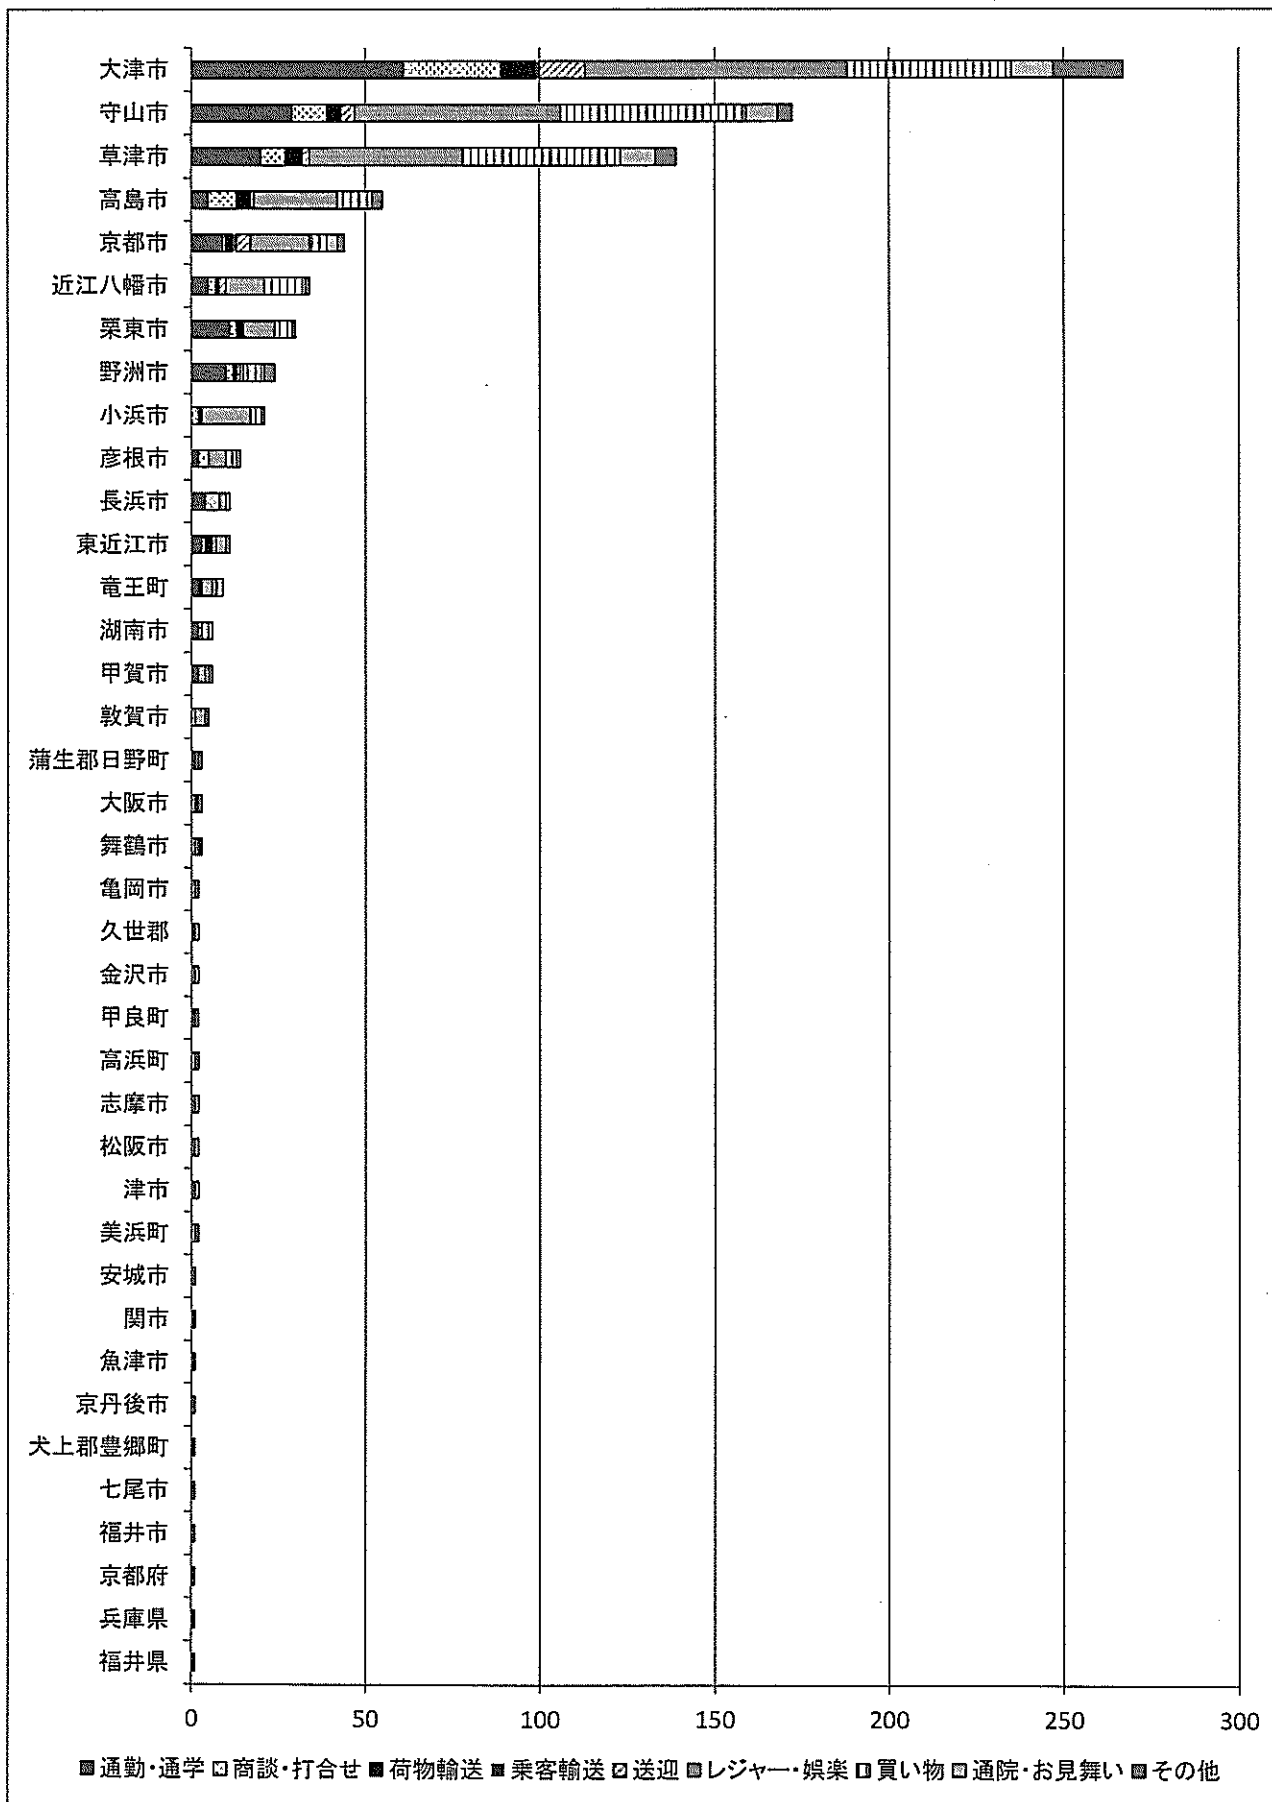 大津市
守山市
草津市
高島市
京都市
近江八幡市
栗東市
野洲市
小浜市
彦根市
長浜市
東近江市
竜王町
湖南市
甲賀市
敦賀市
蒲生郡日野町
大阪市
舞鶴市
亀岡市
久世郡
金沢市
甲良町
高浜町
志摩市
松阪市
津市
美浜町
安城市
関市
魚津市
京丹後市
犬上郡豊郷町
七尾市
福井市
京都府
兵庫県
福井県
0 50 100 150 200 250 300
通勤・通学 商談・打合せ 荷物輸送 乗客輸送 送迎 レジャー・娯楽 買い物 通院・お見舞い その他